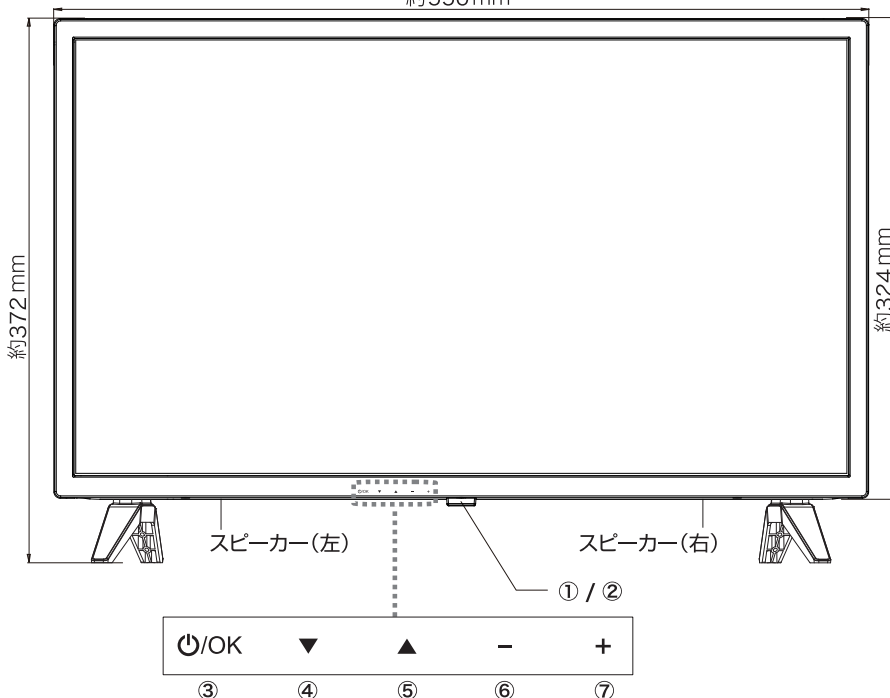 約372mm
約324mm
⏻/OK ▼ ▲ − +
スピーカー(左)
スピーカー(右)
① / ②
⏻/OK ▼ ▲ − +
③ ④ ⑤ ⑥ ⑦